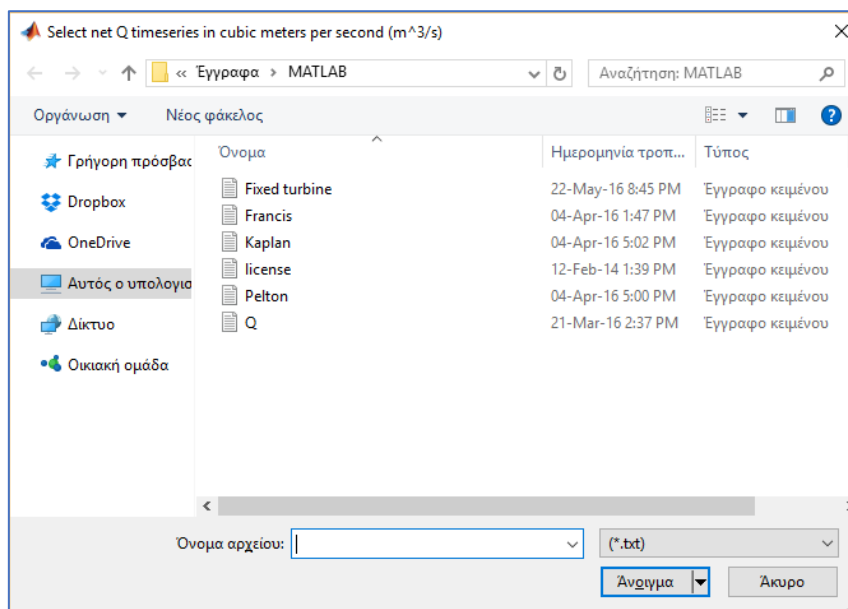 Select net Q timeseries in cubic meters per second (m^3/s)
« Έγγραφα › MATLAB
Αναζήτηση: MATLAB
Οργάνωση Νέος φάκελος
Όνομα Ημερομηνία τροπ... Τύπος
Γρήγορη πρόσβας
Dropbox
OneDrive
Αυτός ο υπολογισ
Δίκτυο
Οικιακή ομάδα
Fixed turbine 22-May-16 8:45 PM Έγγραφο κειμένου
Francis 04-Apr-16 1:47 PM Έγγραφο κειμένου
Kaplan 04-Apr-16 5:02 PM Έγγραφο κειμένου
license 12-Feb-14 1:39 PM Έγγραφο κειμένου
Pelton 04-Apr-16 5:00 PM Έγγραφο κειμένου
Q 21-Mar-16 2:37 PM Έγγραφο κειμένου
Όνομα αρχείου: (*.txt)
Άνοιγμα Άκυρο